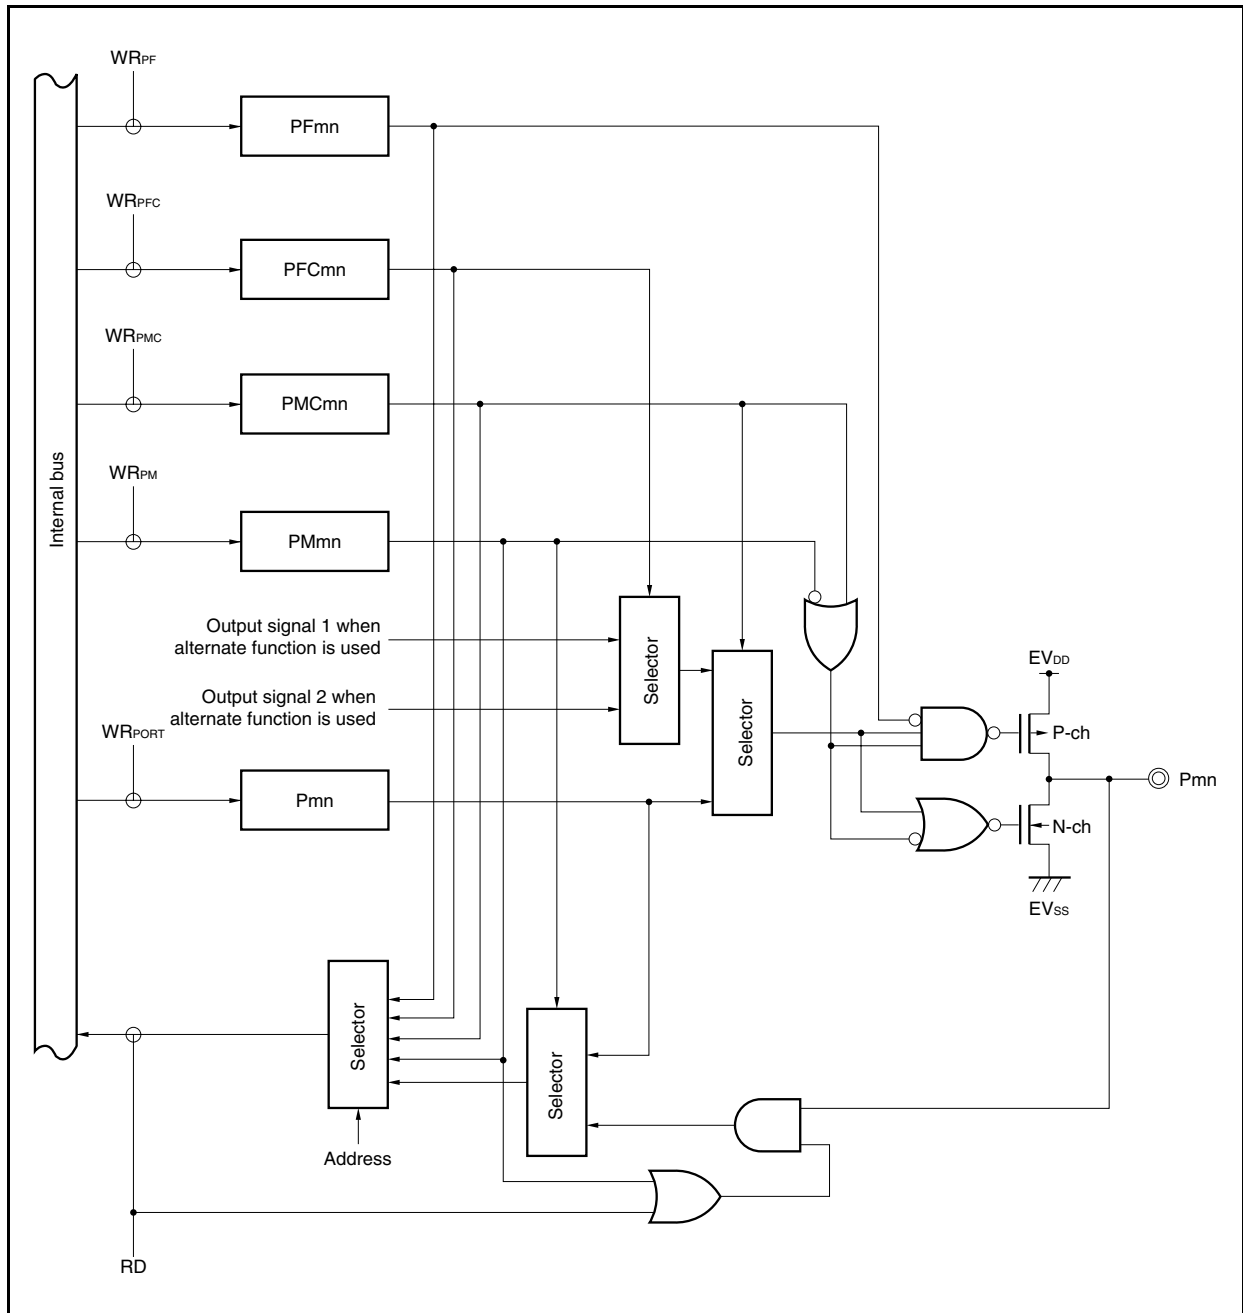 WRPF
PFmn
WRPFC
PFCmn
WRPMC
PMCmn
WRPM
PMmn
Internal bus
Output signal 1 when
alternate function is used
Output signal 2 when
alternate function is used
Selector
Selector
WRPORT
Pmn
EVDD
P-ch
Pmn
N-ch
EVSS
Selector
Selector
Address
RD